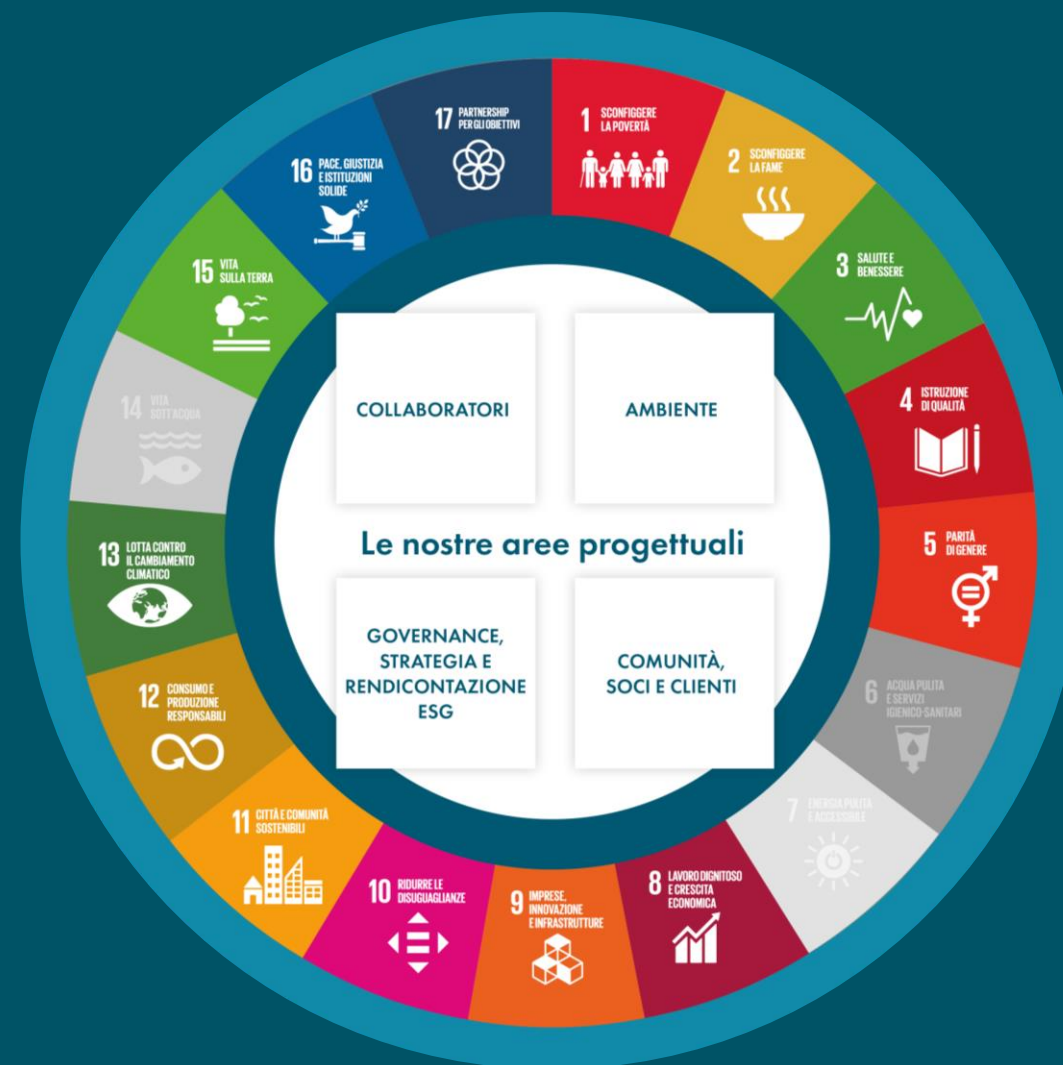 17 PARTNERSHIP
PER GLI OBIETTIVI
1 SCONFIGGERE
LA POVERTÀ
2 SCONFIGGERE
LA FAME
3 SALUTE E
BENESSERE
4 ISTRUZIONE
DI QUALITÀ
5 PARITÀ
DI GENERE
6 ACQUA PULITA
E SERVIZI
IGIENICO-SANITARI
7 ENERGIA PULITA
E ACCESSIBILE
8 LAVORO DIGNITOSO
E CRESCITA
ECONOMICA
9 IMPRESE,
INNOVAZIONE
E INFRASTRUTTURE
10 RIDURRE LE
DISUGUAGLIANZE
11 CITTÀ E COMUNITÀ
SOSTENIBILI
12 CONSUMO E
PRODUZIONE
RESPONSABILI
13 LOTTA CONTRO
IL CAMBIAMENTO
CLIMATICO
14 VITA
SOTT'ACQUA
15 VITA
SULLA TERRA
16 PACE, GIUSTIZIA
E ISTITUZIONI
SOLIDE
COLLABORATORI
AMBIENTE
Le nostre aree progettuali
GOVERNANCE,
STRATEGIA E
RENDICONTAZIONE
ESG
COMUNITÀ,
SOCI E CLIENTI